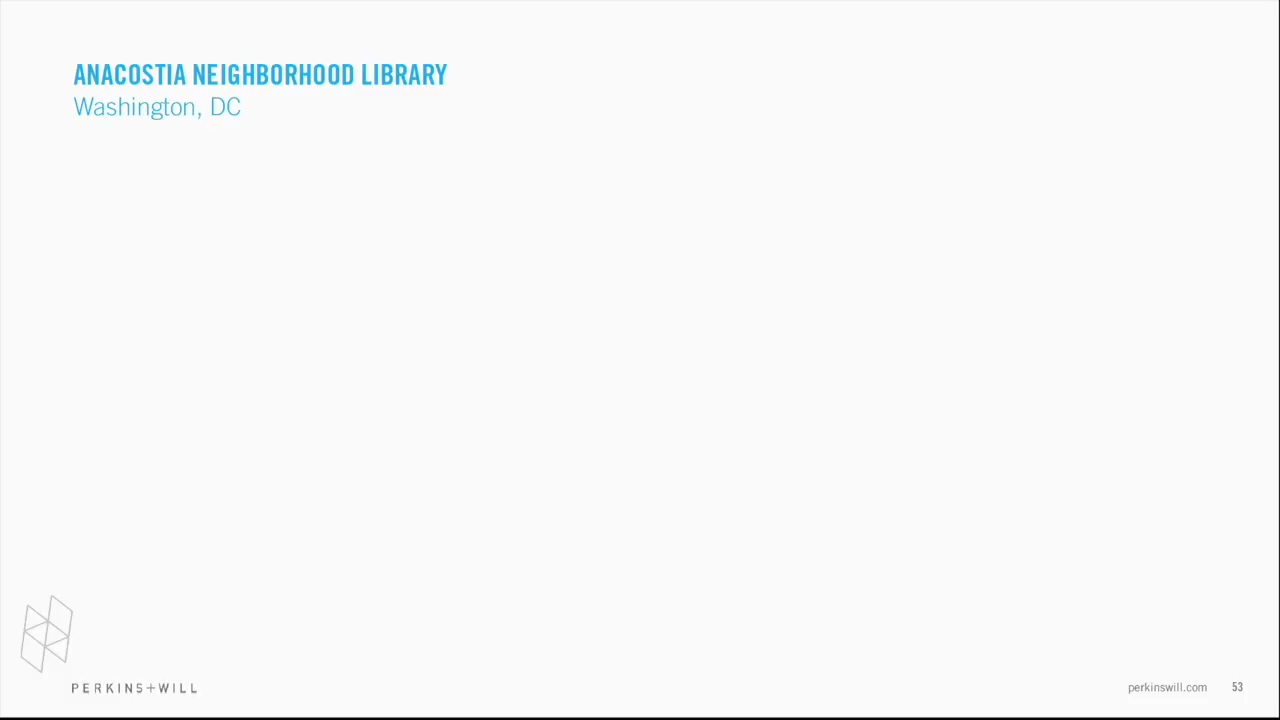 ANACOSTIA NEIGHBORHOOD LIBRARY
Washington, DC
PERKINS+WILL
perkinswill.com 53